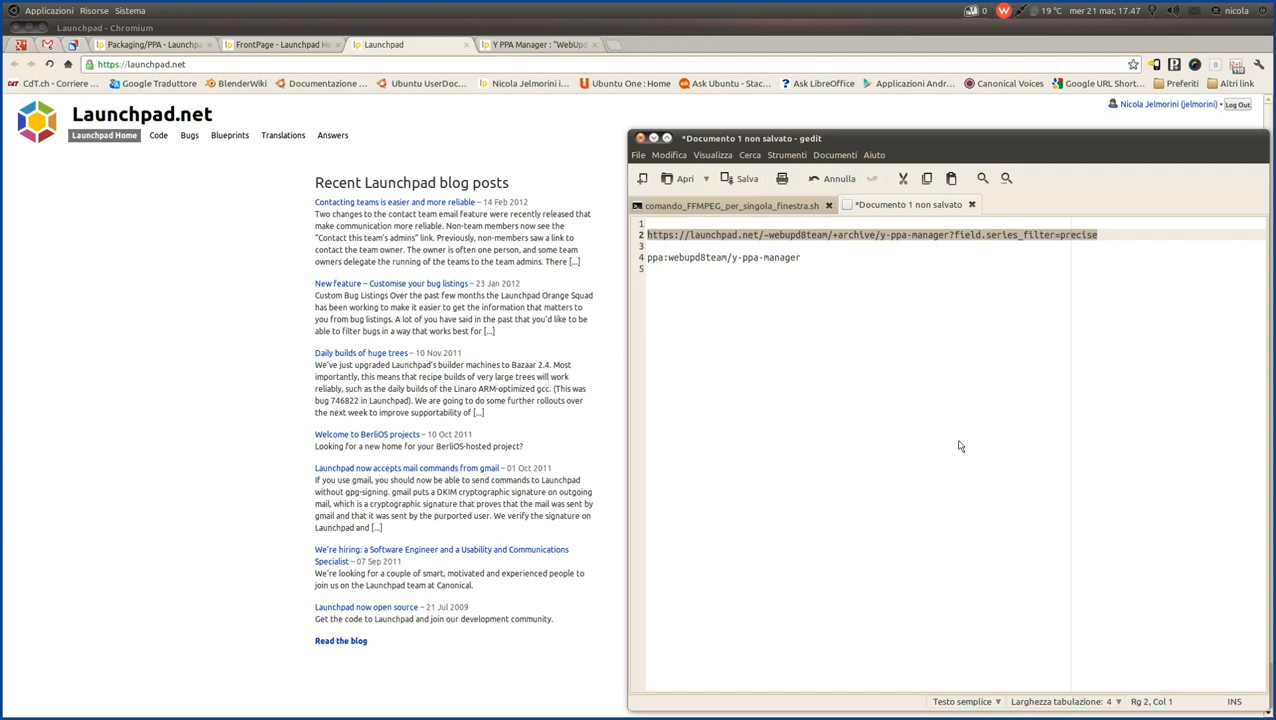 Applicazioni Risorse Sistema
0 19 °C mer 21 mar, 17.47 nicola
Launchpad - Chromium
Packaging/PPA - Launchpa
FrontPage - Launchpad He
Launchpad
Y PPA Manager : "WebUpd
https://launchpad.net
CdT.ch - Corriere ...
Google Traduttore
BlenderWiki
Documentazione ...
Ubuntu UserDoc...
Nicola Jelmorini i...
Ubuntu One : Home
Ask Ubuntu - Stac...
Ask LibreOffice
Applicazioni Andr...
Canonical Voices
Google URL Short...
Preferiti
Altri link
Launchpad.net
Nicola Jelmorini (jelmorini) • Log Out
Launchpad Home Code Bugs Blueprints Translations Answers
Recent Launchpad blog posts
Contacting teams is easier and more reliable – 14 Feb 2012
Two changes to the contact team email feature were recently released that
make communication more reliable. Non-team members now see the
"Contact this team's admins" link. Previously, non-members saw a link to
contact the team owner. The owner is often one person, and some team
owners delegate the running of the teams to the team admins. There [...]
New feature – Customise your bug listings – 23 Jan 2012
Custom Bug Listings Over the past few months the Launchpad Orange Squad
has been working to make it easier to get the information that matters to
you from bug listings. A lot of you have said in the past that you'd like to be
able to filter bugs in a way that works best for [...]
Daily builds of huge trees – 10 Nov 2011
We've just upgraded Launchpad's builder machines to Bazaar 2.4. Most
importantly, this means that recipe builds of very large trees will work
reliably, such as the daily builds of the Linaro ARM-optimized gcc. (This was
bug 746822 in Launchpad). We are going to do some further rollouts over
the next week to improve supportability of [...]
Welcome to BerliOS projects – 10 Oct 2011
Looking for a new home for your BerliOS-hosted project?
Launchpad now accepts mail commands from gmail – 01 Oct 2011
If you use gmail, you should now be able to send commands to Launchpad
without gpg-signing. gmail puts a DKIM cryptographic signature on outgoing
mail, which is a cryptographic signature that proves that the mail was sent by
gmail and that it was sent by the purported user. We verify the signature on
Launchpad and [...]
We're hiring: a Software Engineer and a Usability and Communications
Specialist – 07 Sep 2011
We're looking for a couple of smart, motivated and experienced people to
join us on the Launchpad team at Canonical.
Launchpad now open source – 21 Jul 2009
Get the code to Launchpad and join our development community.
Read the blog
*Documento 1 non salvato - gedit
File Modifica Visualizza Cerca Strumenti Documenti Aiuto
Apri Salva Annulla
comando_FFMPEG_per_singola_finestra.sh
*Documento 1 non salvato
1
2 https://launchpad.net/~webupd8team/+archive/y-ppa-manager?field.series_filter=precise
3
4 ppa:webupd8team/y-ppa-manager
5
Testo semplice Larghezza tabulazione: 4 Rg 2, Col 1 INS